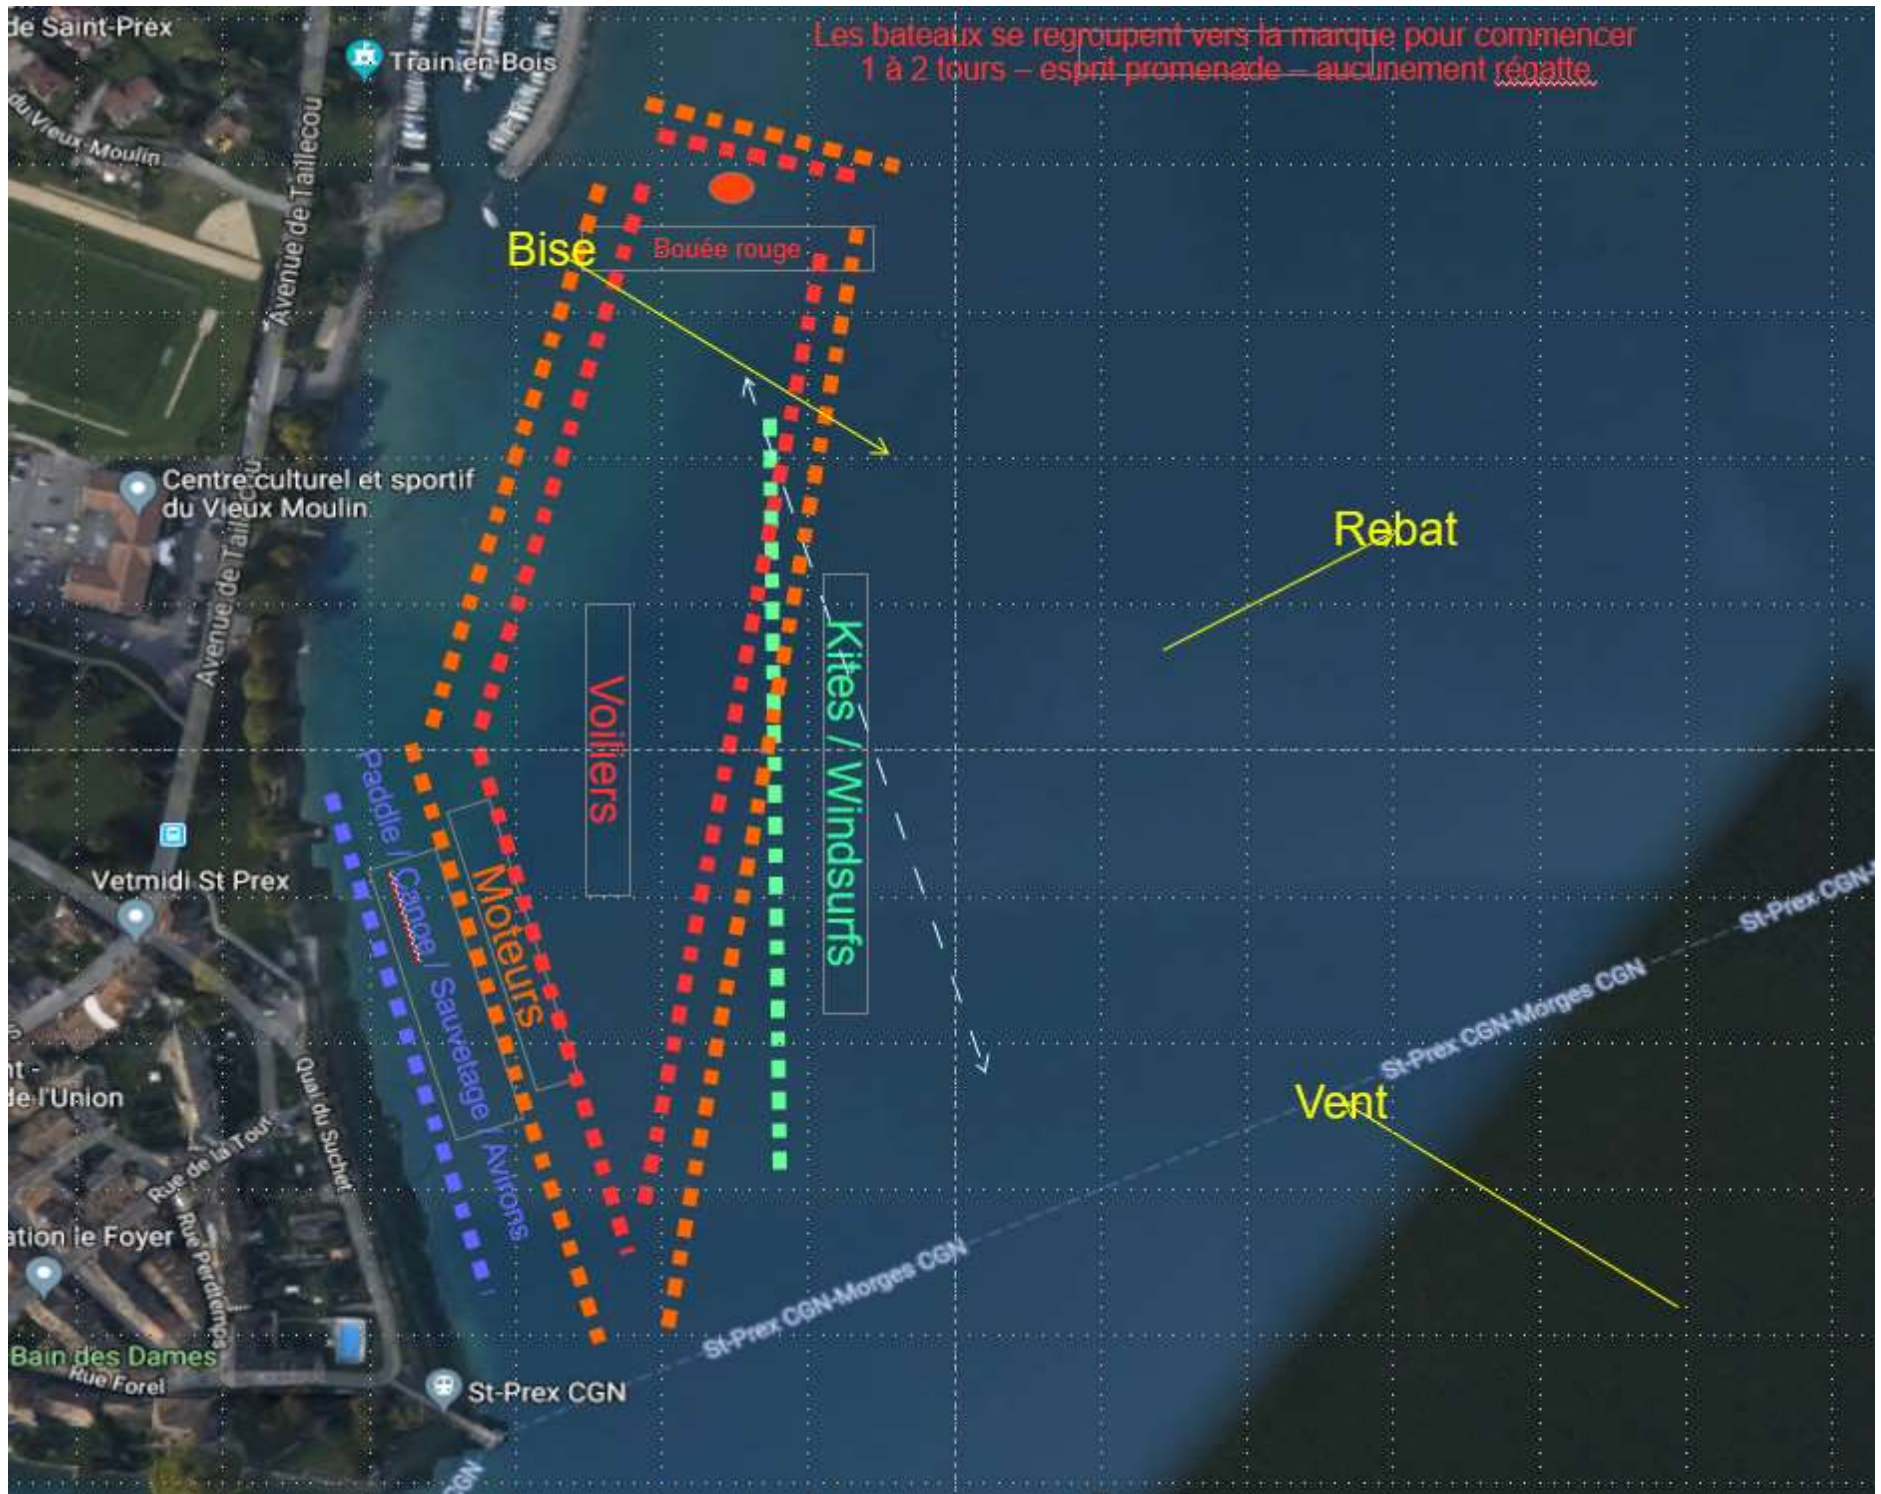 de Saint-Prex
Train en Bois
Les bateaux se regroupent vers la marque pour commencer
1 à 2 tours – esprit promenade – aucunement régatte
du Vieux Moulin
Avenue de Taillecou
Bise
Bouée rouge
Centre culturel et sportif
du Vieux Moulin
Avenue de Taillecou
Rebat
Voiliers
Kites / Windsurfs
Paddle / Canoe / Sauvetage / Avirons
Moteurs
Vetmidi St Prex
St-Prex CGN
St-Prex CGN-Morges CGN
Vent
de l'Union
Quai du Suchet
Rue de la Tour
Rue Perdtemps
ation le Foyer
St-Prex CGN-Morges CGN
Bain des Dames
Rue Forel
St-Prex CGN
CGN